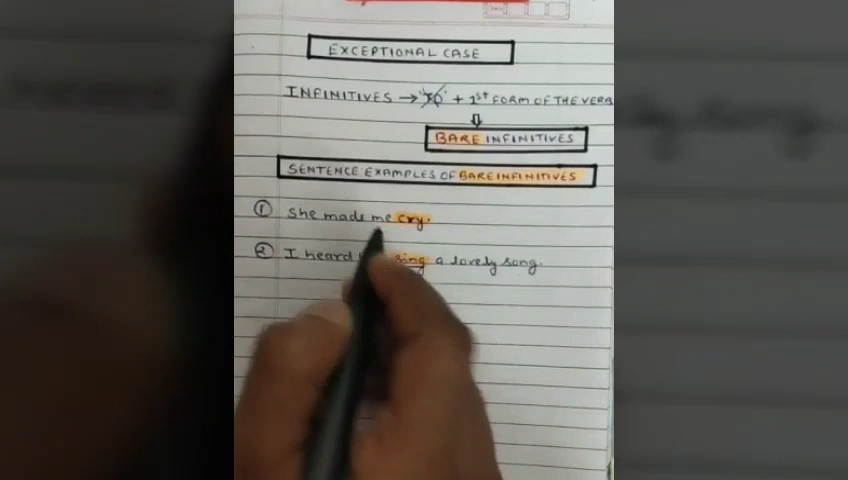 EXCEPTIONAL CASE
INFINITIVES → "TO" + 1ST FORM OF THE VERB
BARE INFINITIVES
SENTENCE EXAMPLES OF BARE INFINITIVES
① She made me cry.
② I heard sing a lovely song.